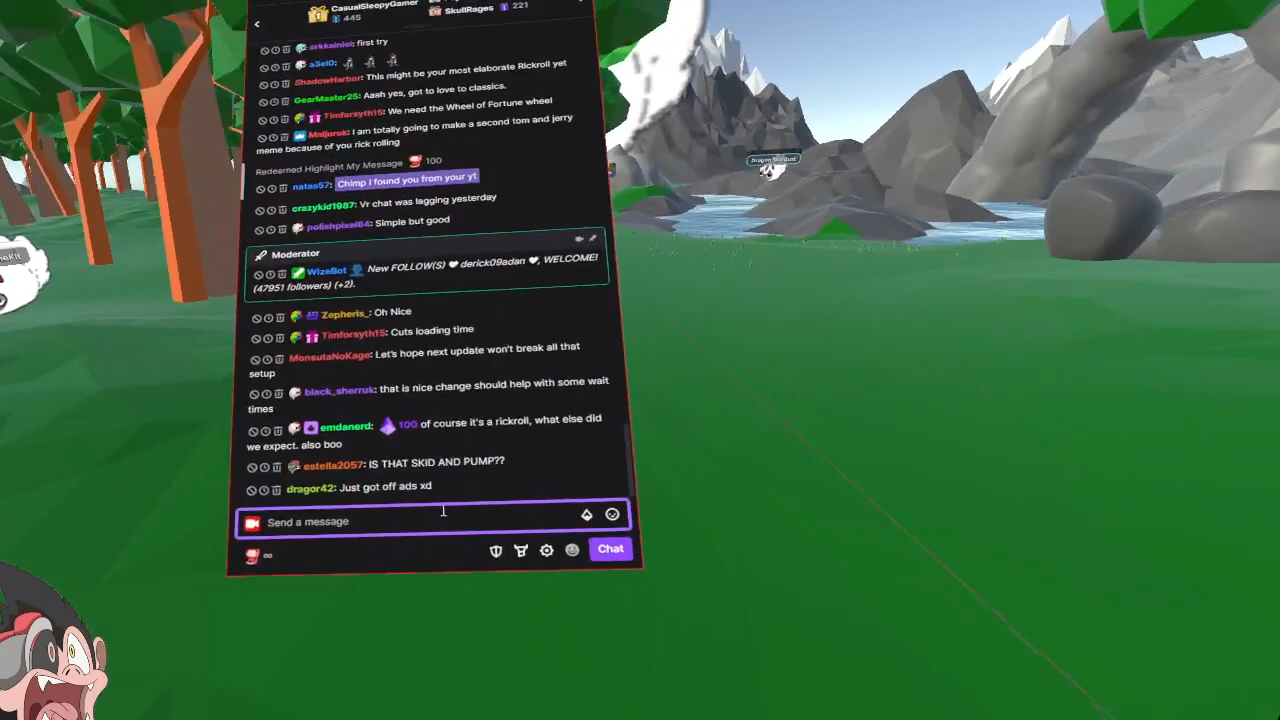 CasualSleepyGamer
1 445
SkullRages 221
arkkainiel: first try
a3el0:
ShadowHarbor: This might be your most elaborate Rickroll yet
GearMaster25: Aaah yes, got to love to classics.
Timforsyth15: We need the Wheel of Fortune wheel
Maljurok: I am totally going to make a second tom and jerry
meme because of you rick rolling
Redeemed Highlight My Message 100
natas57: Chimp I found you from your yt
crazykid1987: Vr chat was lagging yesterday
polishpixel64: Simple but good
Moderator
WizeBot New FOLLOW(S) ❤ derick09adan ❤, WELCOME!
(47951 followers) (+2).
Zepheris_: Oh Nice
Timforsyth15: Cuts loading time
MonsutaNoKage: Let's hope next update won't break all that
setup
black_sherruk: that is nice change should help with some wait
times
emdanerd: 100 of course it's a rickroll, what else did
we expect. also boo
estella2057: IS THAT SKID AND PUMP??
dragor42: Just got off ads xd
Send a message
∞
Chat
Dragon Stardust